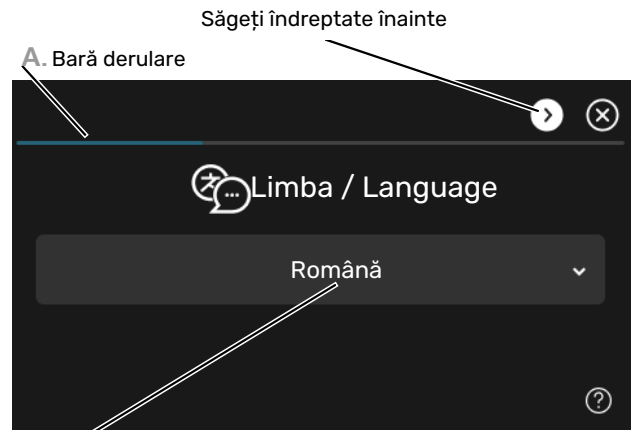 Săgeți îndreptate înainte
A. Bară derulare
Limba / Language
Română